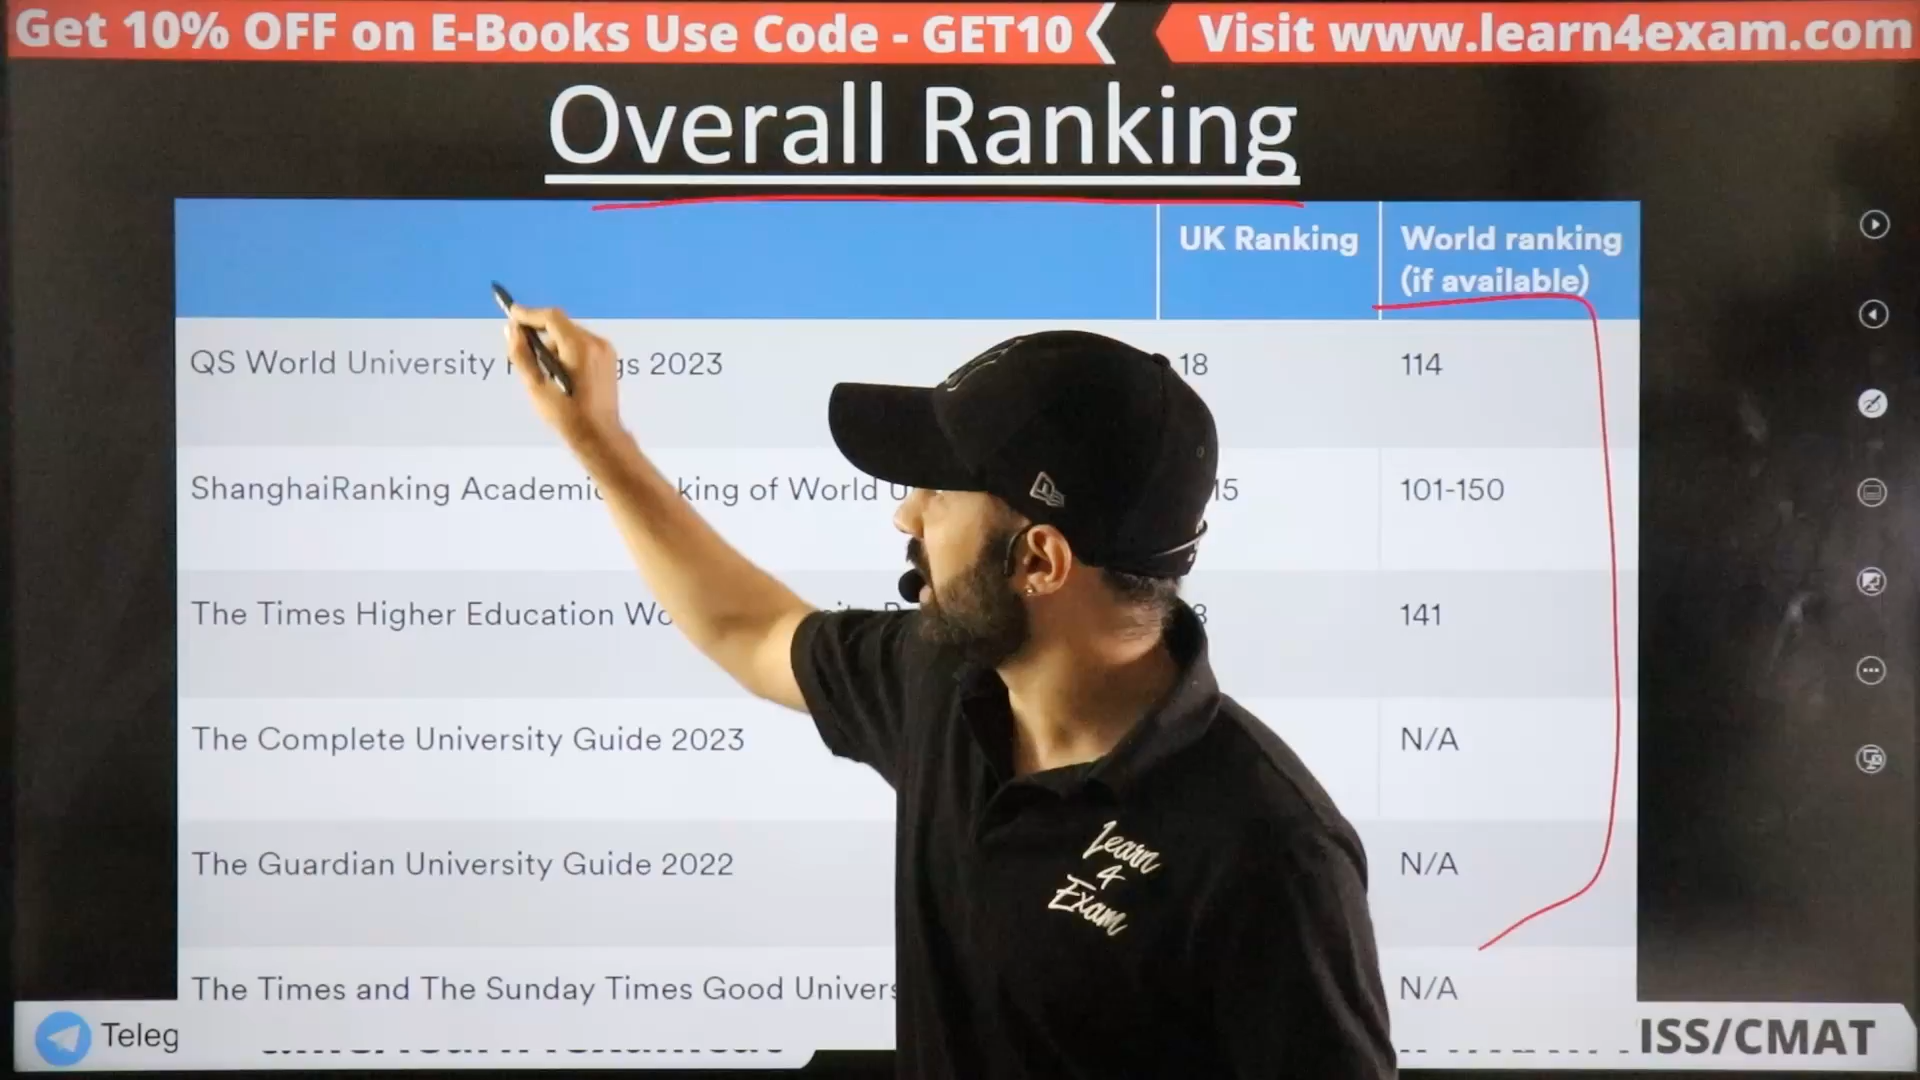 Get 10% OFF on E-Books Use Code - GET10
Visit www.learn4exam.com
Overall Ranking
UK Ranking
World ranking
(if available)
QS World University gs 2023
18
114
ShanghaiRanking Academic king of World U
15
101-150
The Times Higher Education Wo
141
The Complete University Guide 2023
N/A
The Guardian University Guide 2022
N/A
The Times and The Sunday Times Good Univers
N/A
Learn
4
Exam
Teleg
ISS/CMAT